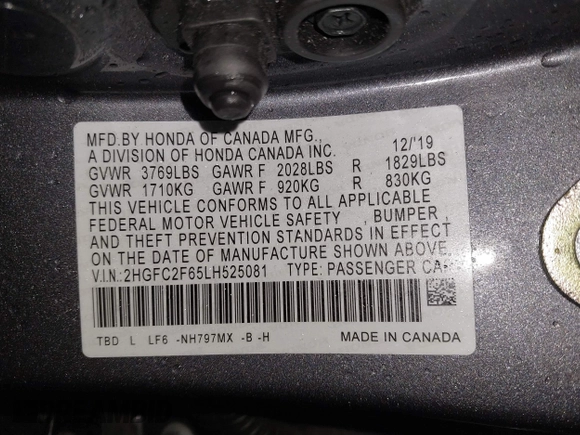 MFD.BY HONDA OF CANADA MFG.,
A DIVISION OF HONDA CANADA INC. 12/'19
GVWR 3769LBS GAWR F 2028LBS R 1829LBS
GVWR 1710KG GAWR F 920KG R 830KG
THIS VEHICLE CONFORMS TO ALL APPLICABLE
FEDERAL MOTOR VEHICLE SAFETY , BUMPER ,
AND THEFT PREVENTION STANDARDS IN EFFECT
ON THE DATE OF MANUFACTURE SHOWN ABOVE.
V.I.N.:2HGFC2F65LH525081 TYPE: PASSENGER CAR
TBD L LF6 -NH797MX -B -H MADE IN CANADA